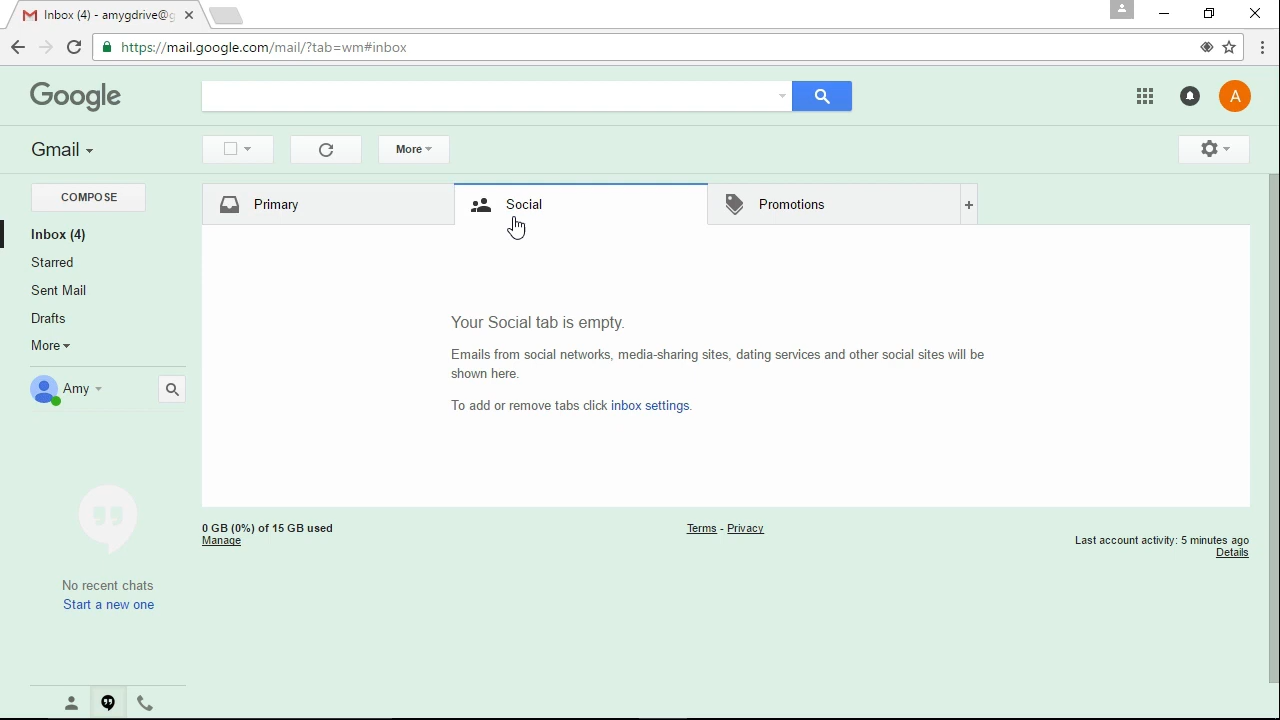 Inbox (4) - amygdrive@g
https://mail.google.com/mail/?tab=wm#inbox
Google
A
Gmail
More
COMPOSE
Primary
Social
Promotions
+
Inbox (4)
Starred
Sent Mail
Drafts
More
Amy
Your Social tab is empty.
Emails from social networks, media-sharing sites, dating services and other social sites will be
shown here.
To add or remove tabs click inbox settings.
0 GB (0%) of 15 GB used
Manage
Terms - Privacy
Last account activity: 5 minutes ago
Details
No recent chats
Start a new one